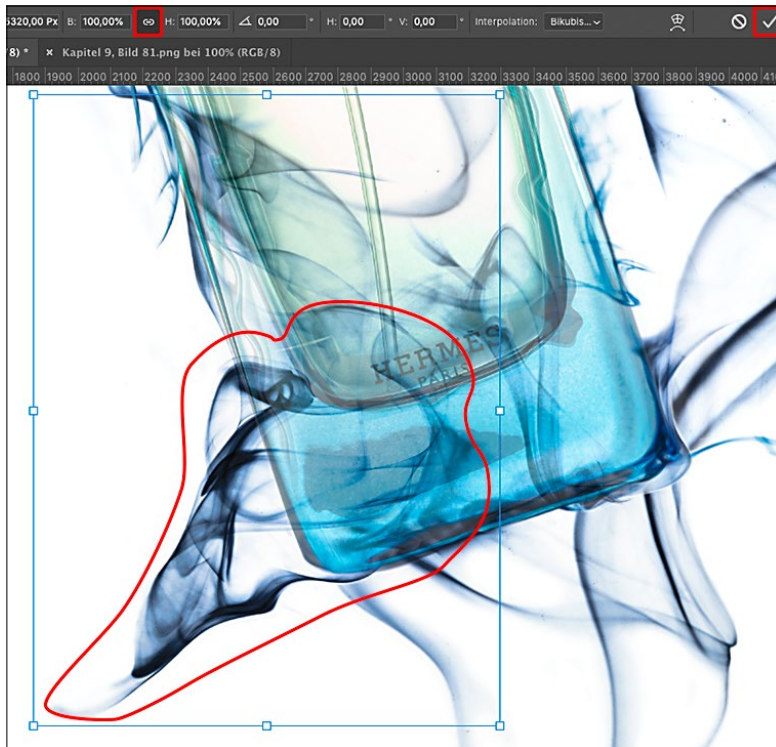 5320,00 Px B: 100,00% H: 100,00% 0,00 ° H: 0,00 ° V: 0,00 ° Interpolation: Bikubis...
/8) * × Kapitel 9, Bild 81.png bei 100% (RGB/8)
1800 1900 2000 2100 2200 2300 2400 2500 2600 2700 2800 2900 3000 3100 3200 3300 3400 3500 3600 3700 3800 3900 4000
HERMÈS
PARIS